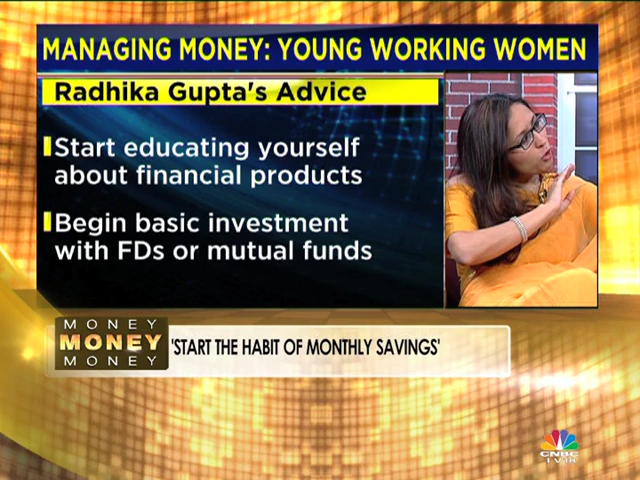 MANAGING MONEY: YOUNG WORKING WOMEN
Radhika Gupta's Advice
Start educating yourself
about financial products
Begin basic investment
with FDs or mutual funds
MONEY
MONEY
MONEY
'START THE HABIT OF MONTHLY SAVINGS'
CNBC
TV18